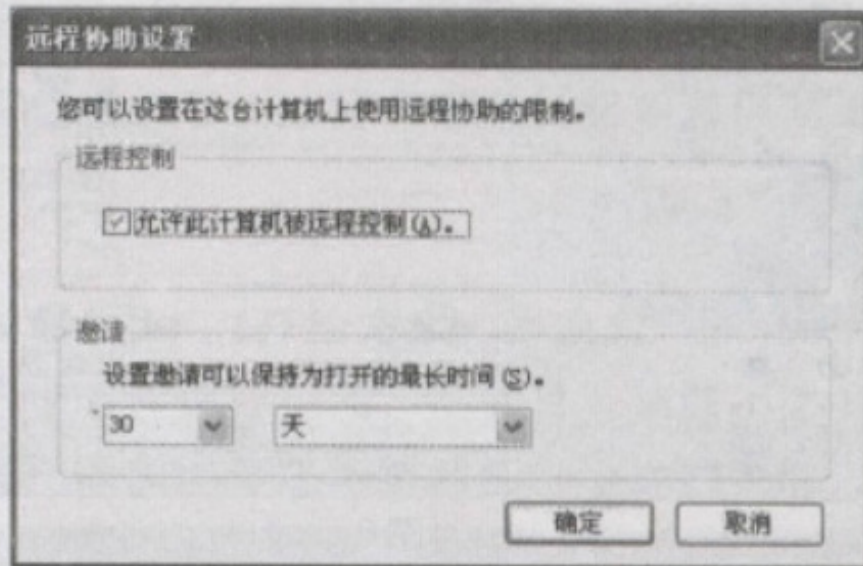 远程协助设置
您可以设置在这台计算机上使用远程协助的限制。
远程控制
允许此计算机被远程控制(A)。
邀请
设置邀请可以保持为打开的最长时间(S)。
30 天
确定 取消